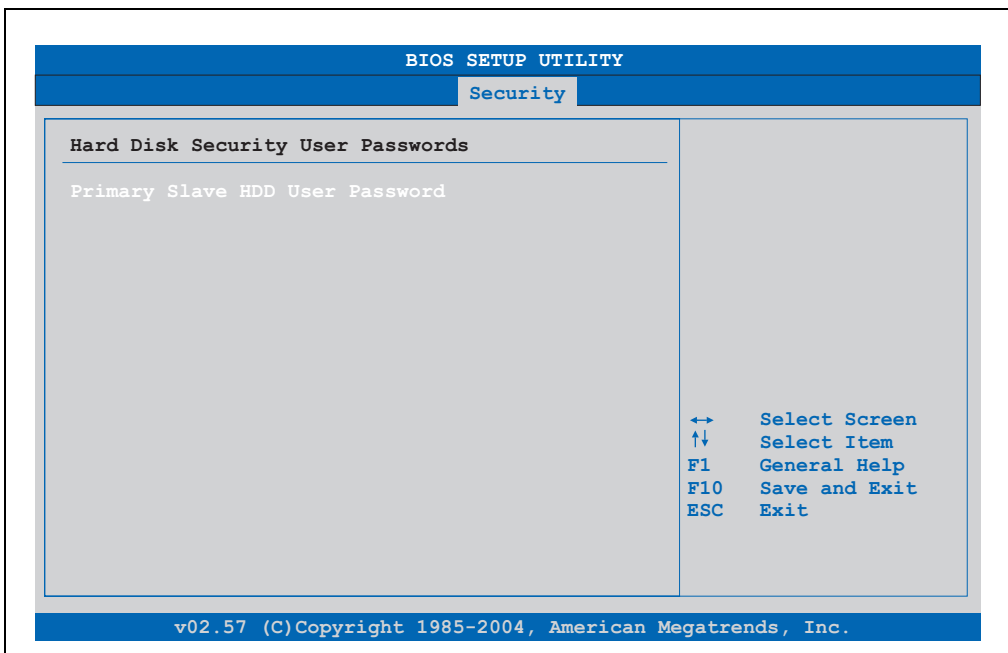 BIOS SETUP UTILITY
Security
Hard Disk Security User Passwords
Primary Slave HDD User Password
↔ Select Screen
↑↓ Select Item
F1 General Help
F10 Save and Exit
ESC Exit
v02.57 (C)Copyright 1985-2004, American Megatrends, Inc.